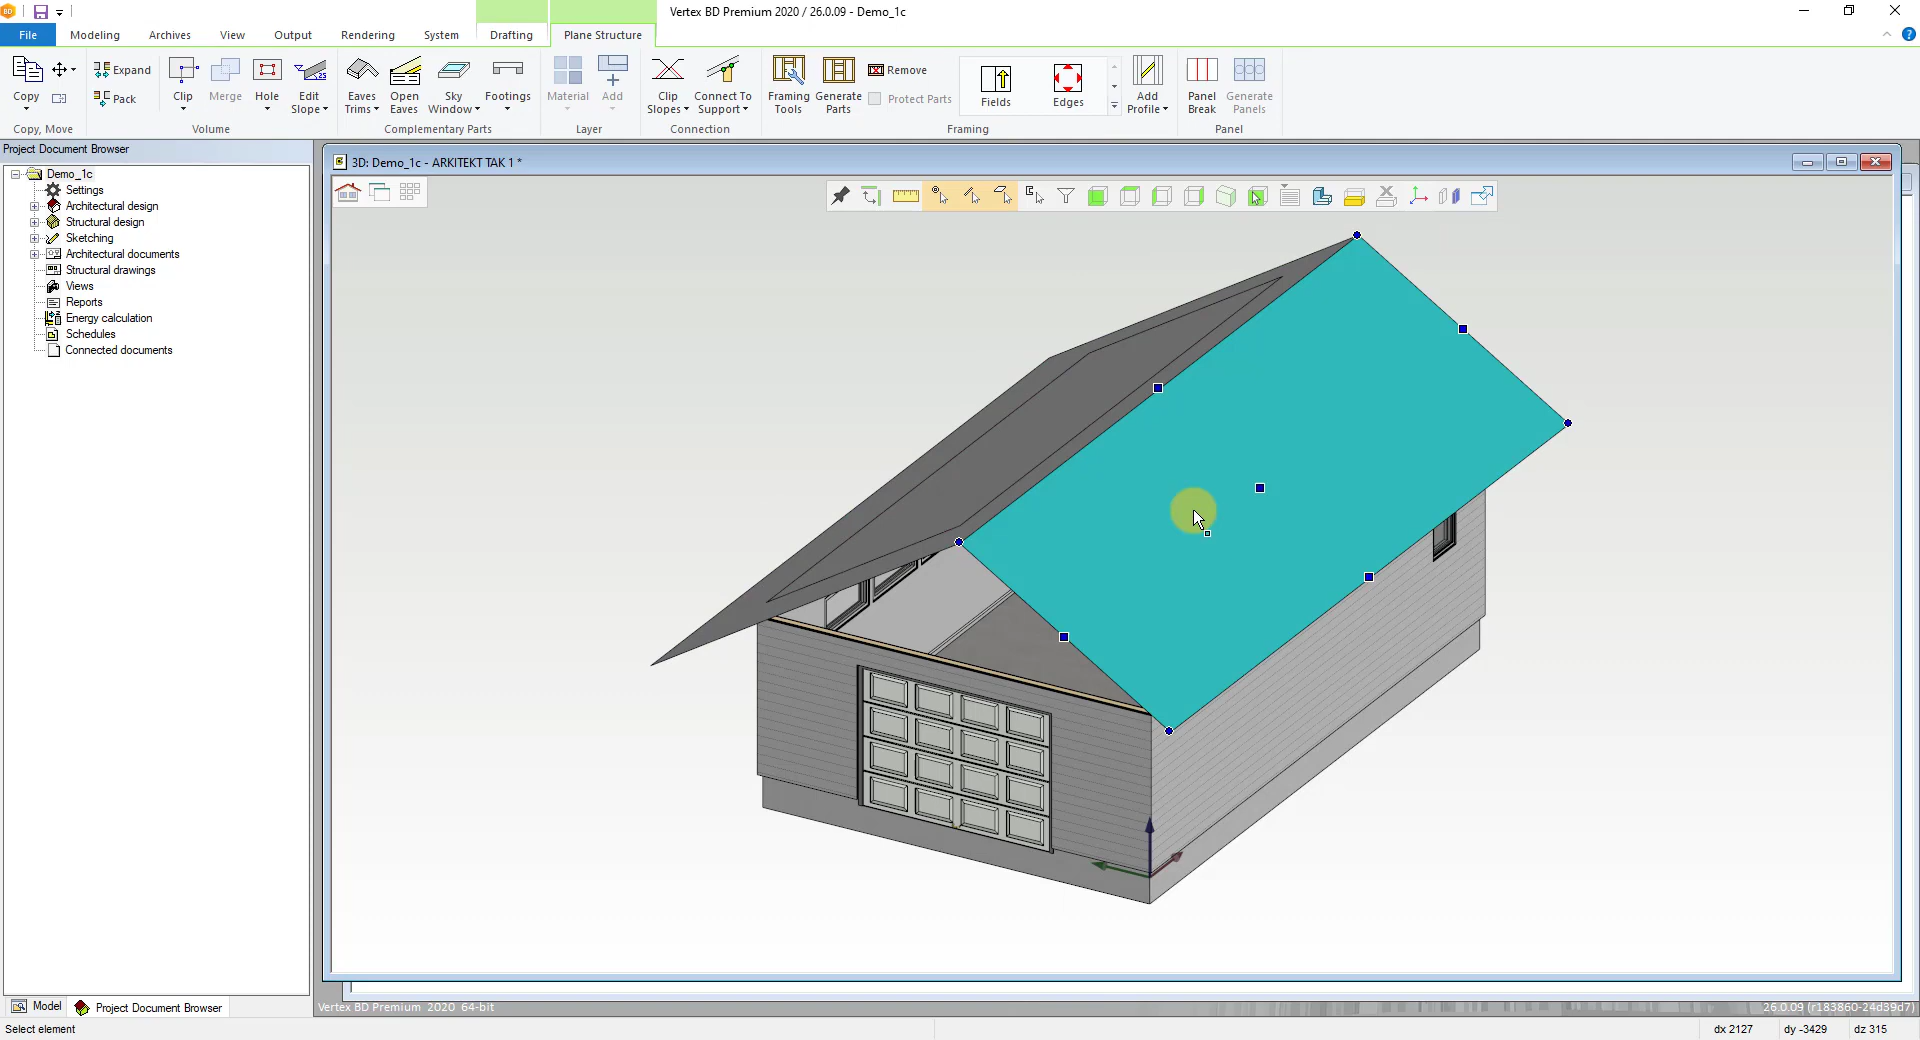 BD
Vertex BD Premium 2020 / 26.0.09 - Demo_1c
File Modeling Archives View Output Rendering System Drafting Plane Structure
Copy Expand Pack Clip Merge Hole Edit Slope Eaves Trims Open Eaves Sky Window Footings Material Add Clip Slopes Connect To Support Framing Tools Generate Parts Remove Protect Parts Fields Edges Add Profile Panel Break Generate Panels
Copy, Move Volume Complementary Parts Layer Connection Framing Panel
Project Document Browser
3D: Demo_1c - ARKITEKT TAK 1 *
Demo_1c
Settings
Architectural design
Structural design
Sketching
Architectural documents
Structural drawings
Views
Reports
Energy calculation
Schedules
Connected documents
Model Project Document Browser
Vertex BD Premium 2020 64-bit
26.0.09 (r183860-24d39d7)
Select element
dx 2127 dy -3429 dz 315